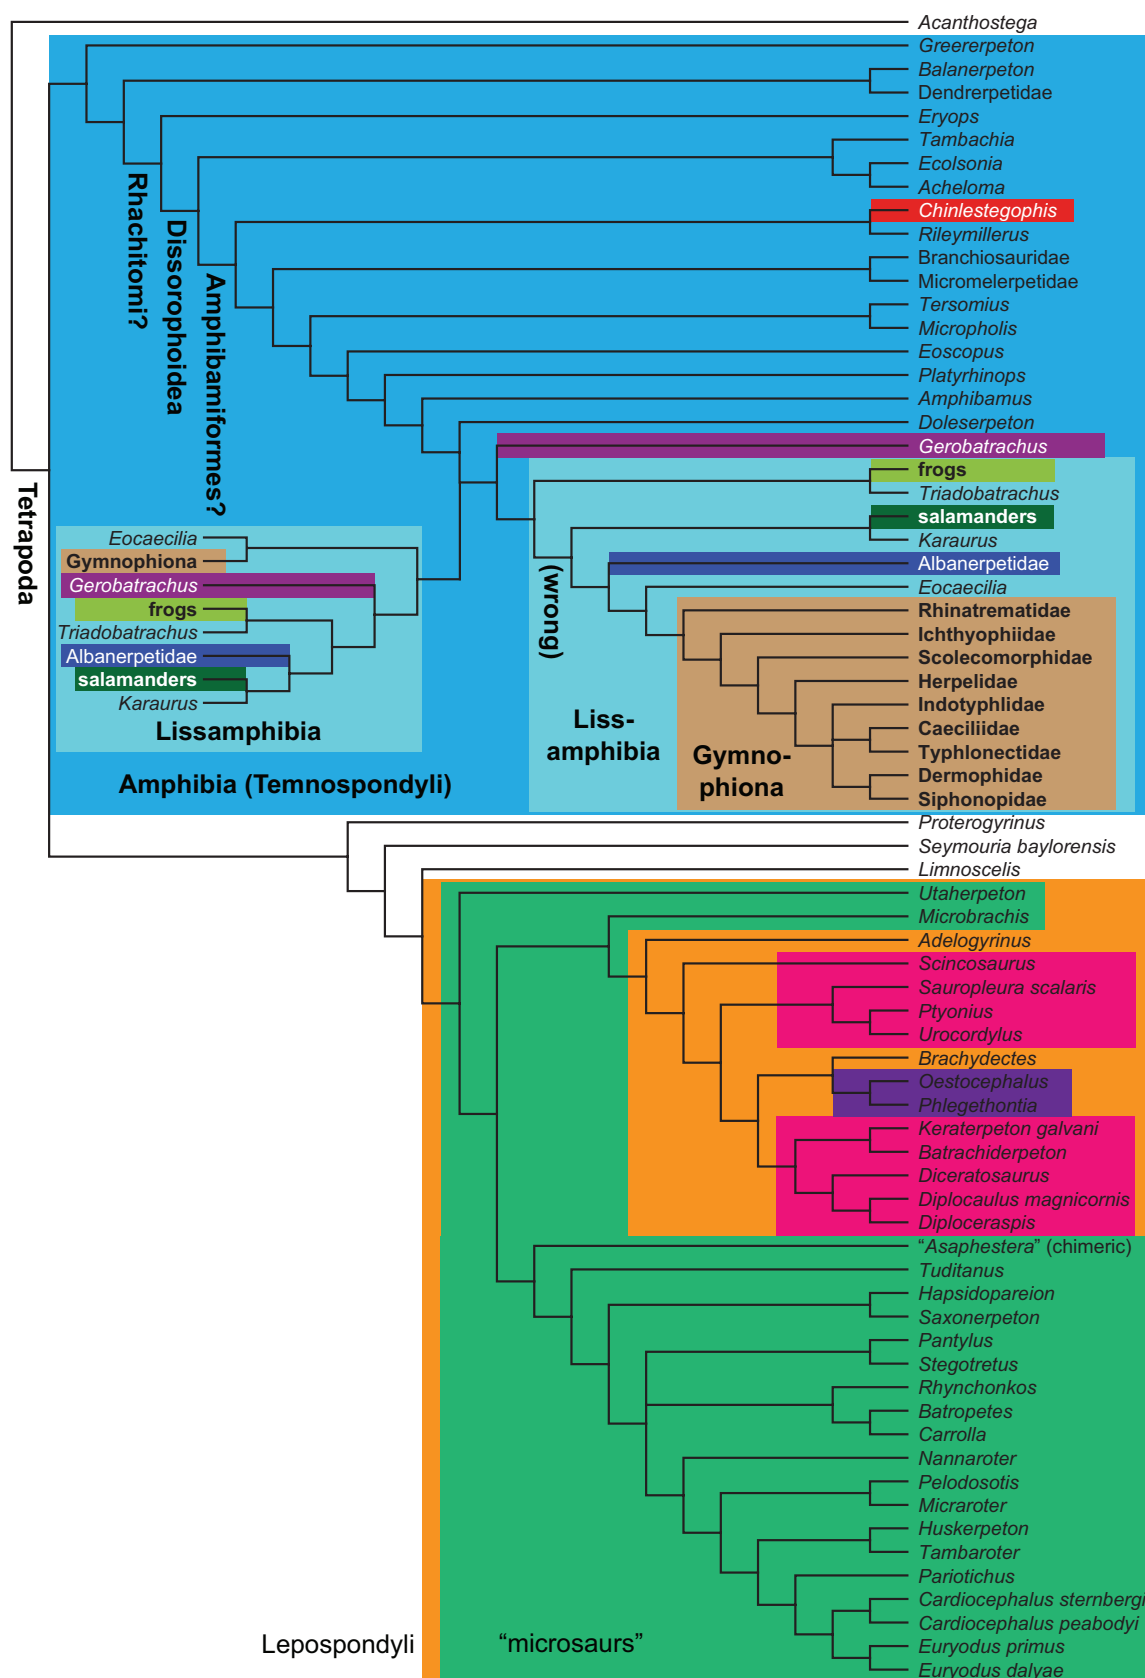 Acanthostega
Greererpeton
Balanerpeton
Dendrerpetidae
Eryops
Tambachia
Ecolsonia
Acheloma
Chinlestegophis
Rileymillerus
Branchiosauridae
Micromelerpetidae
Tersomius
Micropholis
Eoscopus
Platyrhinops
Amphibamus
Doleserpeton
Gerobatrachus
frogs
Triadobatrachus
salamanders
Karaurus
Albanerpetidae
Eocaecilia
Rhinatrematidae
Ichthyophiidae
Scolecomorphidae
Herpelidae
Indotyphlidae
Caeciliidae
Typhlonectidae
Dermophidae
Siphonopidae
Rhachitomi?
Dissorophoidea
Amphibamiformes?
Tetrapoda
(wrong)
Eocaecilia
Gymnophiona
Gerobatrachus
frogs
Triadobatrachus
Albanerpetidae
salamanders
Karaurus
Lissamphibia
Amphibia (Temnospondyli)
Liss-
amphibia
Gymno-
phiona
Proterogyrinus
Seymouria baylorensis
Limnoscelis
Utaherpeton
Microbrachis
Adelogyrinus
Scincosaurus
Sauropleura scalaris
Ptyonius
Urocordylus
Brachydectes
Oestocephalus
Phlegethontia
Keraterpeton galvani
Batrachiderpeton
Diceratosaurus
Diplocaulus magnicornis
Diploceraspis
“Asaphestera” (chimeric)
Tuditanus
Hapsidopareion
Saxonerpeton
Pantylus
Stegotretus
Rhynchonkos
Batropetes
Carrolla
Nannaroter
Pelodosotis
Micraroter
Huskerpeton
Tambaroter
Pariotichus
Cardiocephalus sternbergi
Cardiocephalus peabodyi
Euryodus primus
Euryodus dalyae
Lepospondyli
“microsaurs”